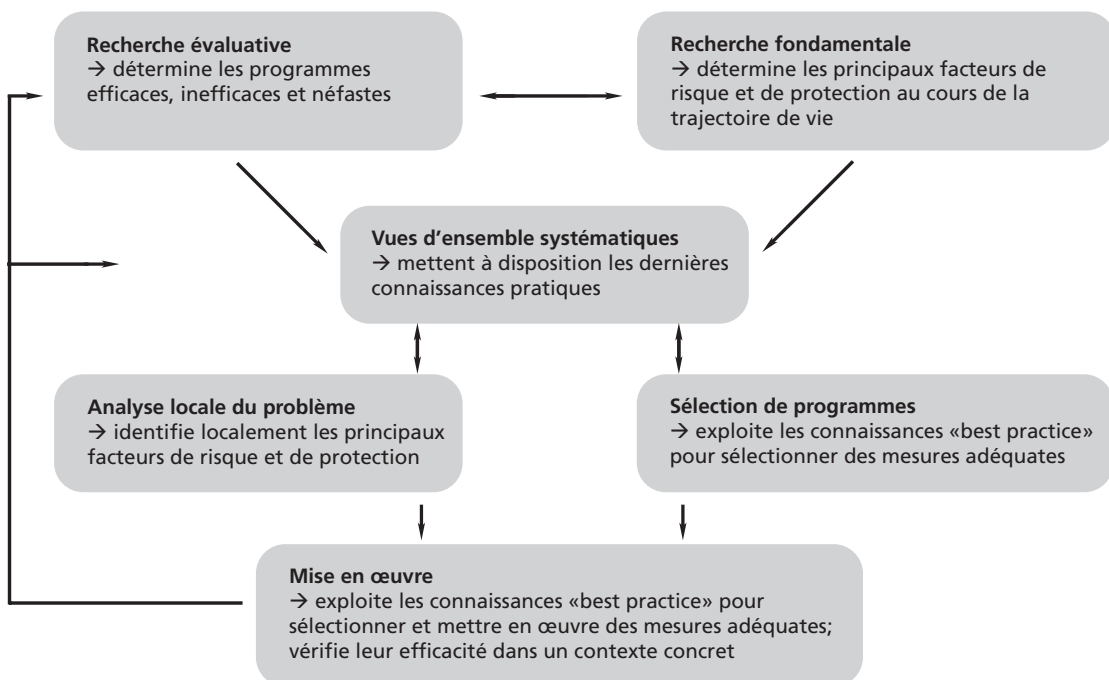 Recherche évaluative
→ détermine les programmes
efficaces, inefficaces et néfastes
Recherche fondamentale
→ détermine les principaux facteurs de
risque et de protection au cours de la
trajectoire de vie
Vues d’ensemble systématiques
→ mettent à disposition les dernières
connaissances pratiques
Analyse locale du problème
→ identifie localement les principaux
facteurs de risque et de protection
Sélection de programmes
→ exploite les connaissances «best practice»
pour sélectionner des mesures adéquates
Mise en œuvre
→ exploite les connaissances «best practice» pour
sélectionner et mettre en œuvre des mesures adéquates;
vérifie leur efficacité dans un contexte concret